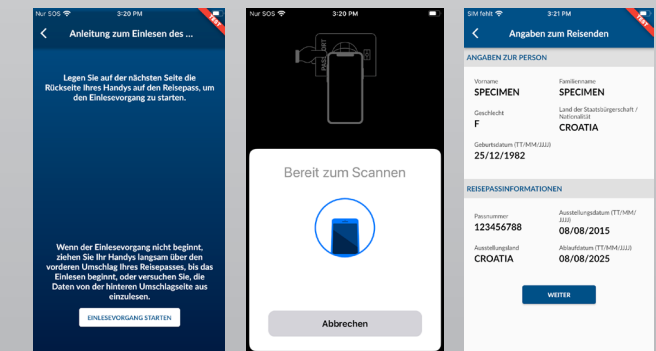 Nur SOS 3:20 PM
TEST
Anleitung zum Einlesen des ...
Legen Sie auf der nächsten Seite die
Rückseite Ihres Handys auf den Reisepass, um
den Einlesevorgang zu starten.
Wenn der Einlesevorgang nicht beginnt,
ziehen Sie Ihr Handys langsam über den
vorderen Umschlag Ihres Reisepasses, bis das
Einlesen beginnt, oder versuchen Sie, die
Daten von der hinteren Umschlagseite aus
einzulesen.
EINLESEVORGANG STARTEN
Nur SOS 3:20 PM
PASSPORT
Bereit zum Scannen
Abbrechen
SIM fehlt 3:21 PM
TEST
Angaben zum Reisenden
ANGABEN ZUR PERSON
Vorname
SPECIMEN
Familienname
SPECIMEN
Geschlecht
F
Land der Staatsbürgerschaft /
Nationalität
CROATIA
Geburtsdatum (TT/MM/JJJJ)
25/12/1982
REISEPASSINFORMATIONEN
Passnummer
123456788
Ausstellungsdatum (TT/MM/
JJJJ)
08/08/2015
Ausstellungsland
CROATIA
Ablaufdatum (TT/MM/JJJJ)
08/08/2025
WEITER